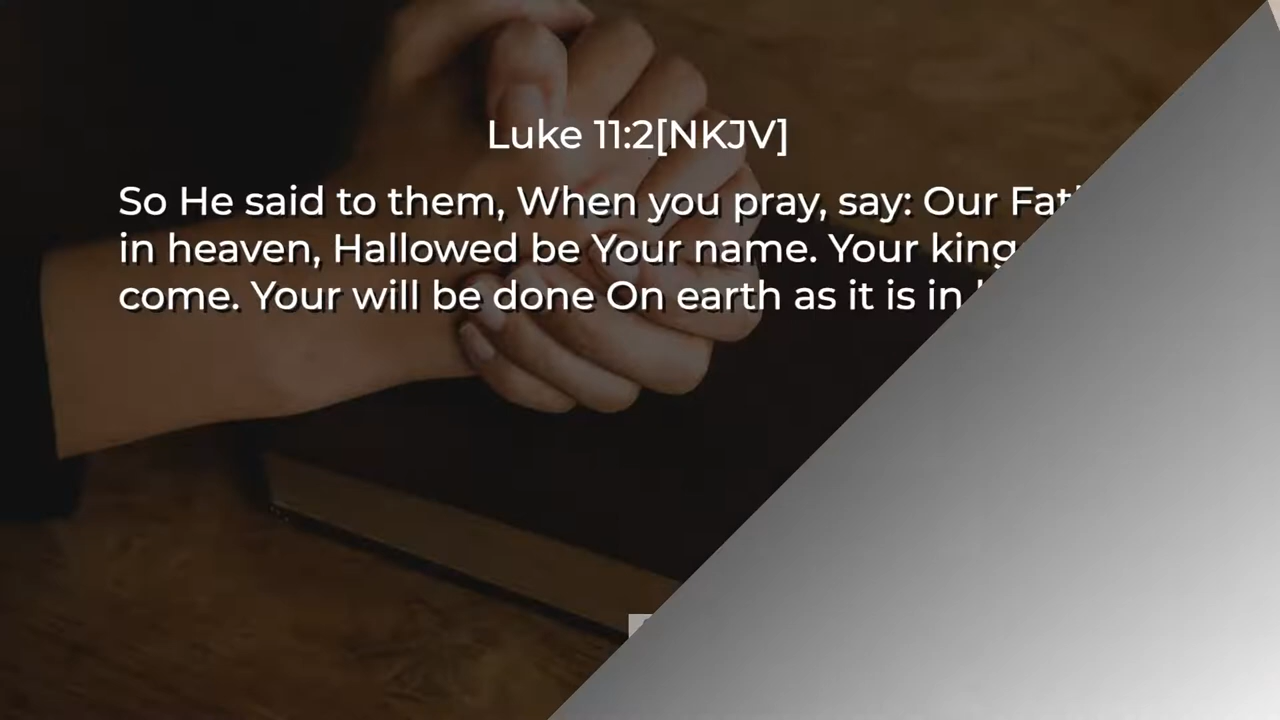 Luke 11:2[NKJV]
So He said to them, When you pray, say: Our
in heaven, Hallowed be Your name. Your
come. Your will be done On earth as it is in